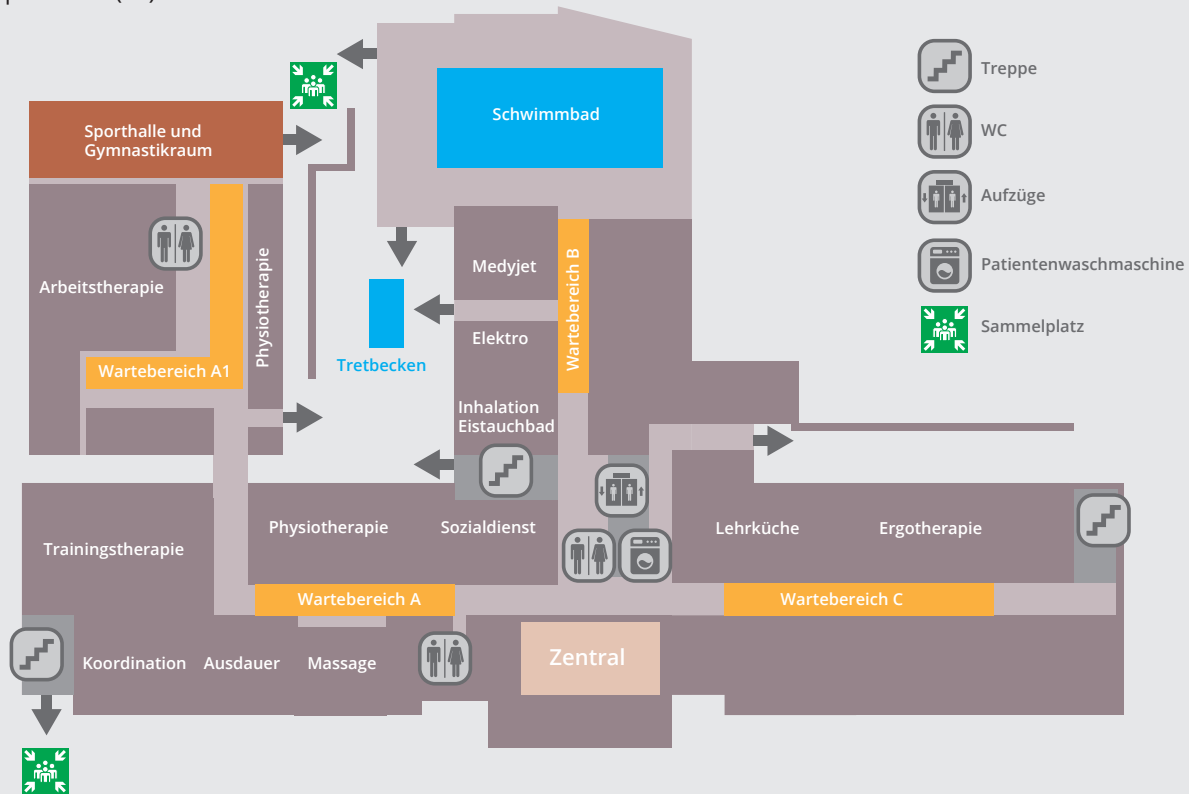 Treppe
Schwimmbad
Sporthalle und
Gymnastikraum
WC
Aufzüge
Medyjet
Patientenwaschmaschine
Arbeitstherapie
Physiotherapie
Wartebereich B
Sammelplatz
Elektro
Tretbecken
Wartebereich A1
Inhalation
Eistauchbad
Physiotherapie
Sozialdienst
Lehrküche
Ergotherapie
Trainingstherapie
Wartebereich A
Wartebereich C
Koordination
Ausdauer
Massage
Zentral